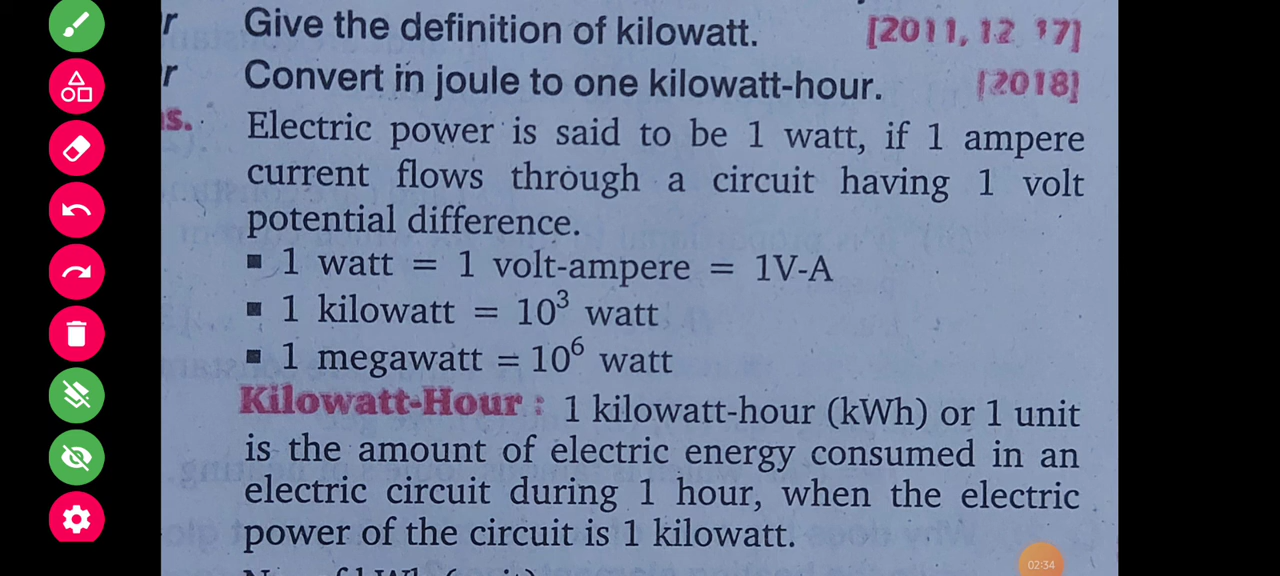 r Give the definition of kilowatt. [2011, 12 17]
r Convert in joule to one kilowatt-hour. [2018]
s. Electric power is said to be 1 watt, if 1 ampere
current flows through a circuit having 1 volt
potential difference.
▪ 1 watt = 1 volt-ampere = 1V-A
▪ 1 kilowatt = 10³ watt
▪ 1 megawatt = 10⁶ watt
Kilowatt-Hour : 1 kilowatt-hour (kWh) or 1 unit
is the amount of electric energy consumed in an
electric circuit during 1 hour, when the electric
power of the circuit is 1 kilowatt.
02:34